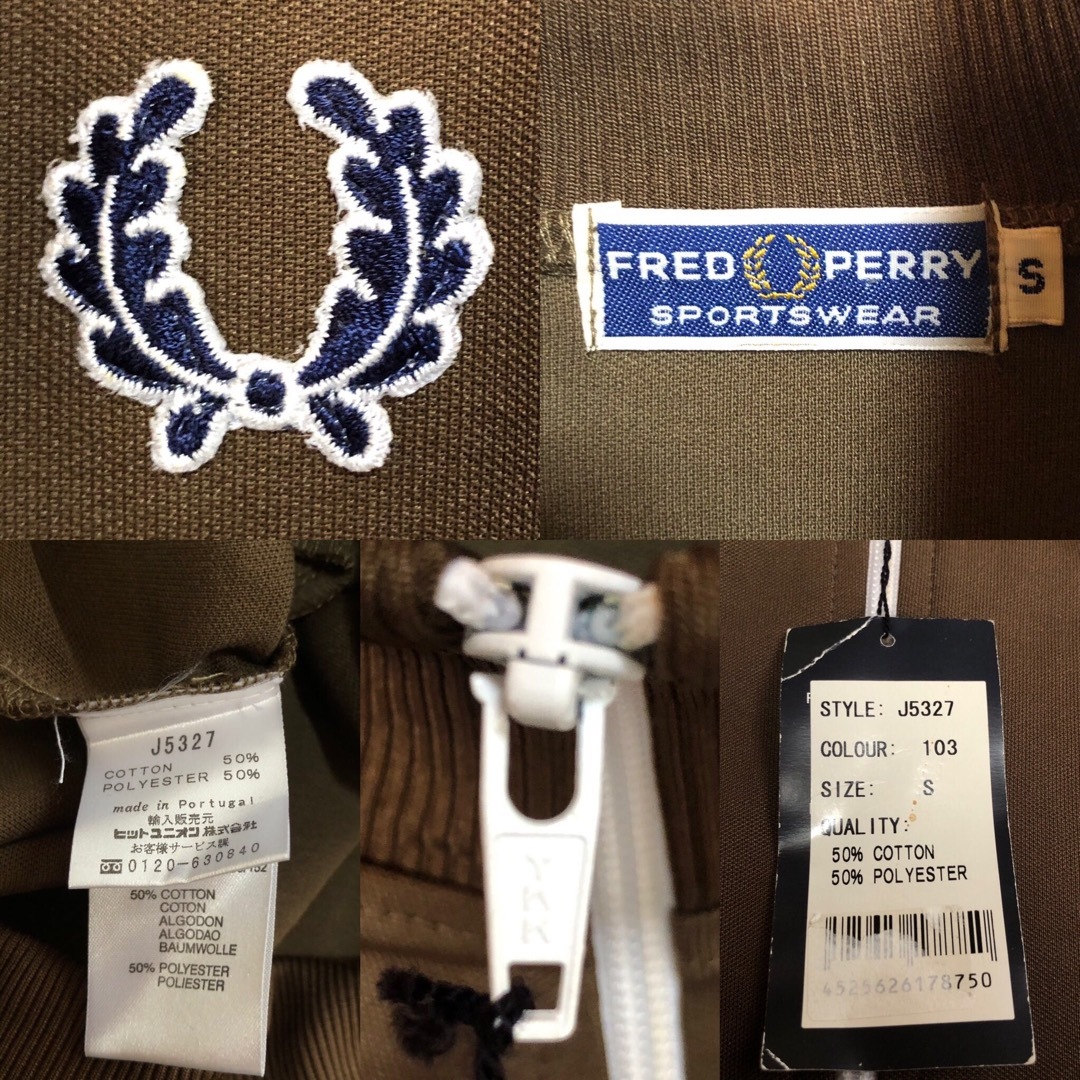 FRED PERRY
SPORTSWEAR
S
J5327
COTTON 50%
POLYESTER 50%
made in Portugal
輸入販売元
ヒットユニオン株式会社
お客様サービス課
0120-630840
50% COTTON
COTON
ALGODON
ALGODAO
BAUMWOLLE
50% POLYESTER
POLIESTER
YKK
STYLE: J5327
COLOUR: 103
SIZE: S
QUALITY:
50% COTTON
50% POLYESTER
4525626178750